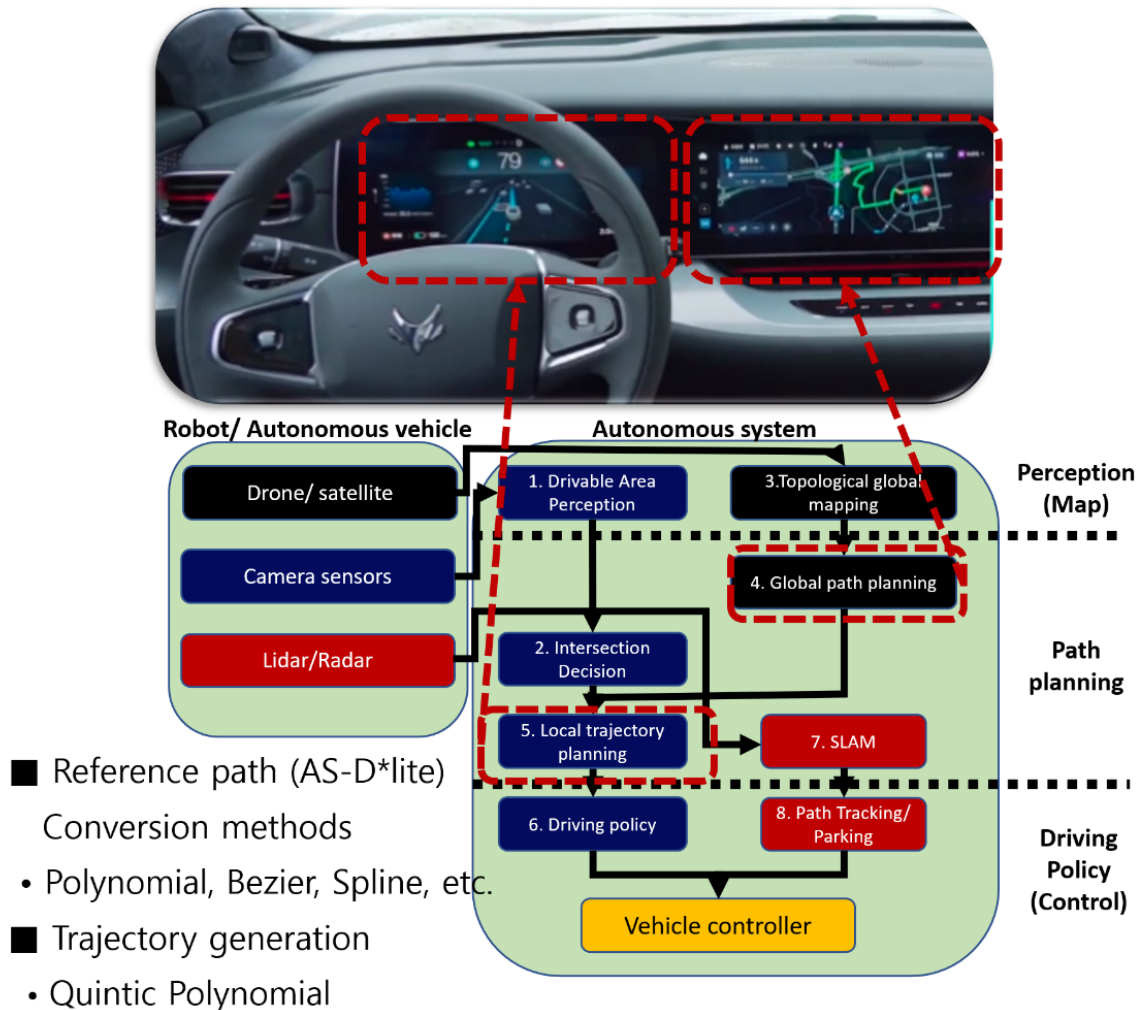 79
Robot/ Autonomous vehicle
Autonomous system
Drone/ satellite
Camera sensors
Lidar/Radar
1. Drivable Area
Perception
3.Topological global
mapping
4. Global path planning
2. Intersection
Decision
5. Local trajectory
planning
7. SLAM
6. Driving policy
8. Path Tracking/
Parking
Vehicle controller
Perception
(Map)
Path
planning
Driving
Policy
(Control)
■ Reference path (AS-D*lite)
Conversion methods
• Polynomial, Bezier, Spline, etc.
■ Trajectory generation
• Quintic Polynomial